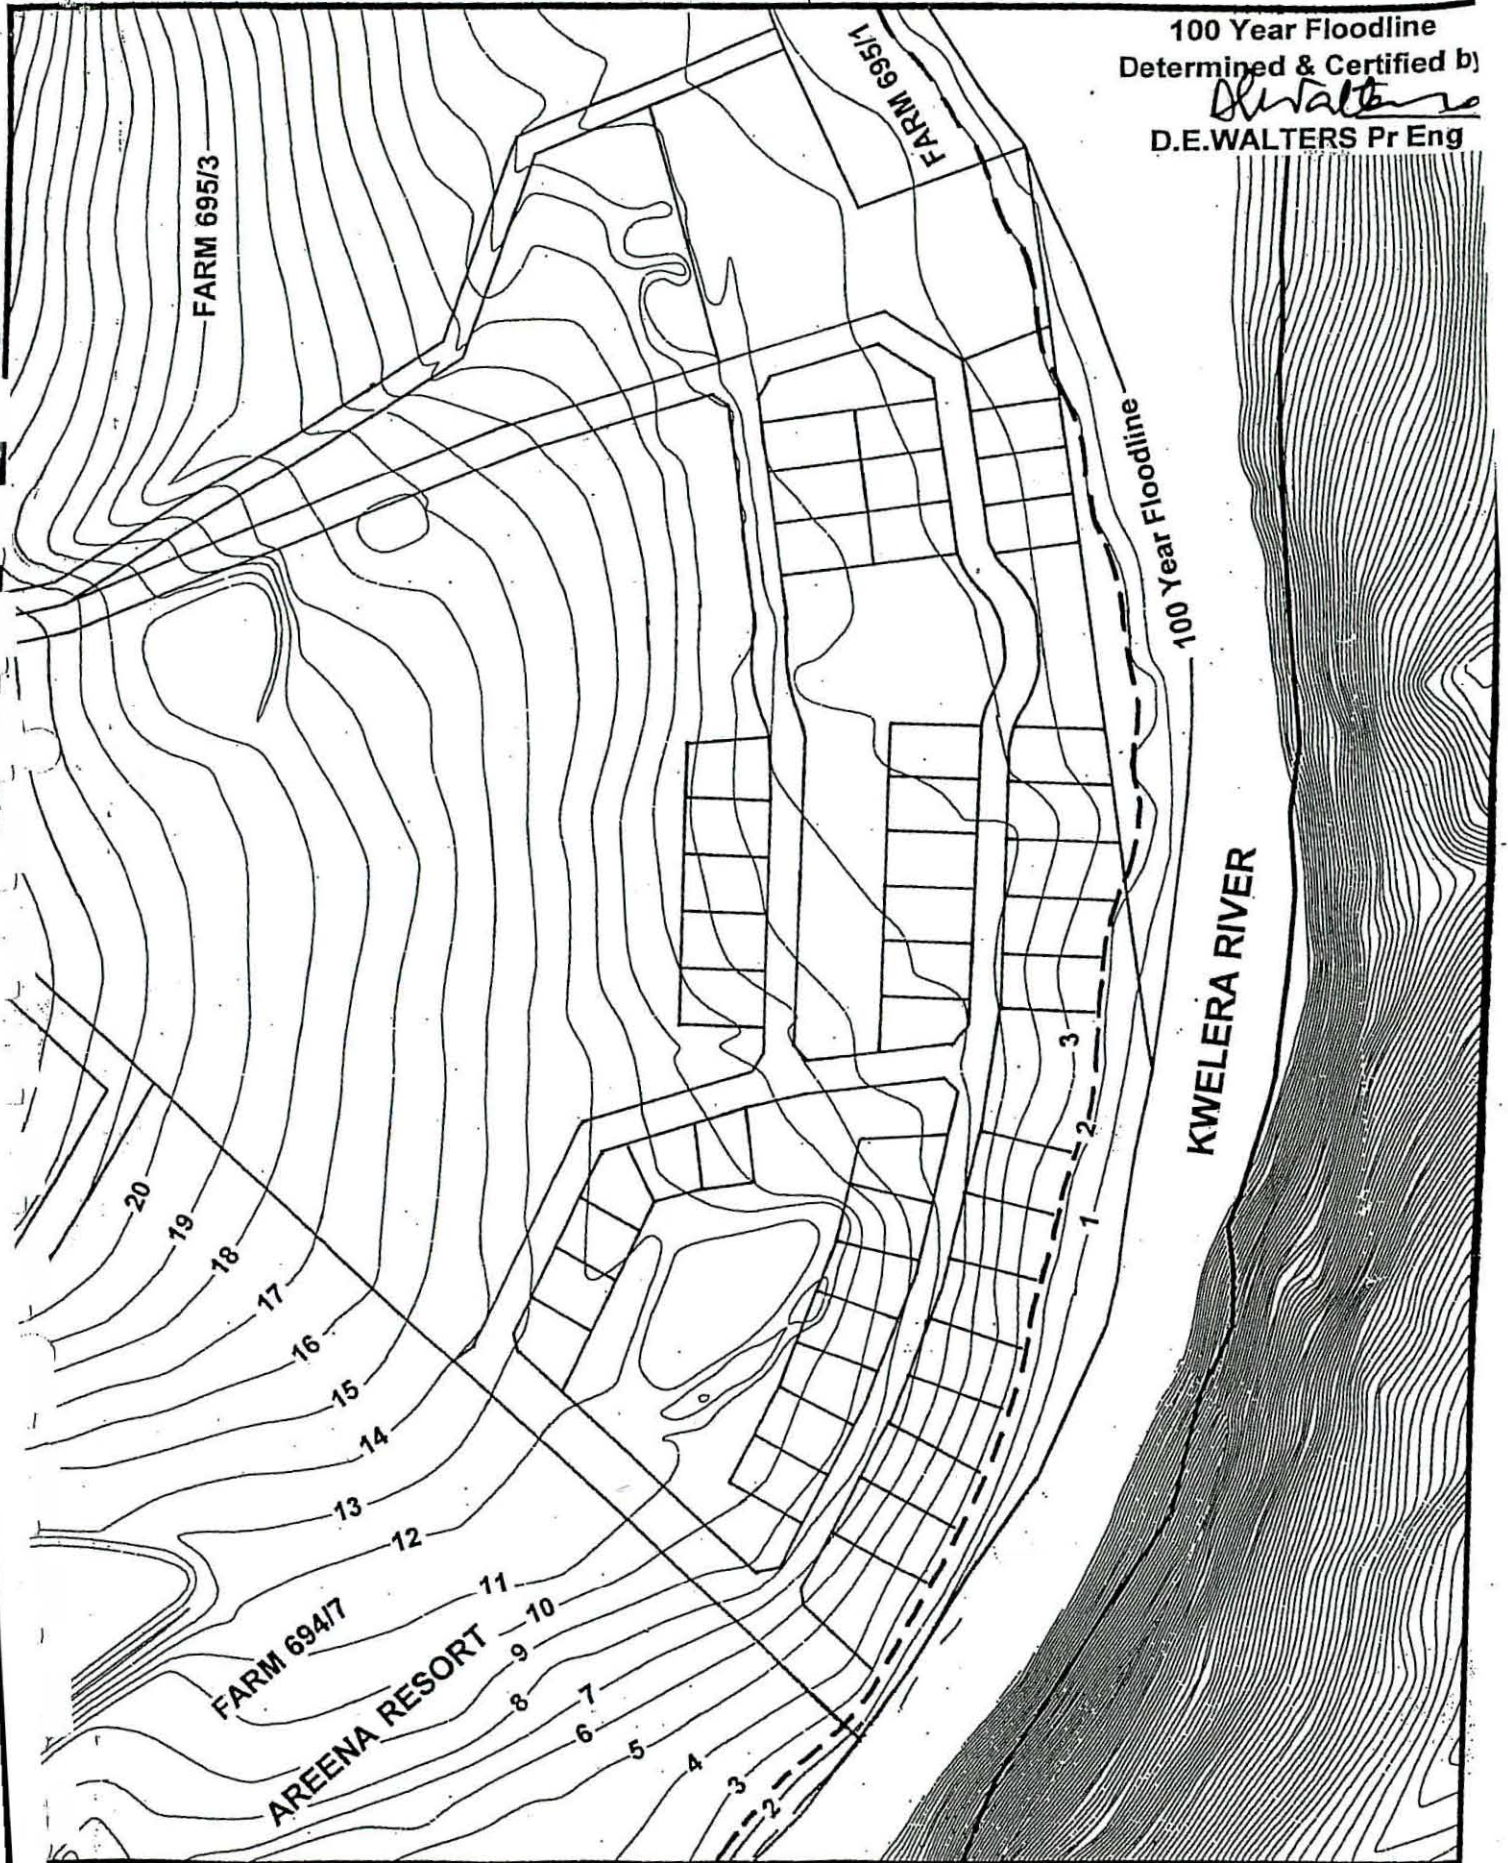 100 Year Floodline
Determined & Certified by
D.E.WALTERS Pr Eng
FARM 695/1
FARM 695/3
100 Year Floodline
KWELERA RIVER
3
2
1
20
19
18
17
16
15
14
13
12
11
10
9
8
7
6
5
4
3
2
FARM 694/7
AREENA RESORT